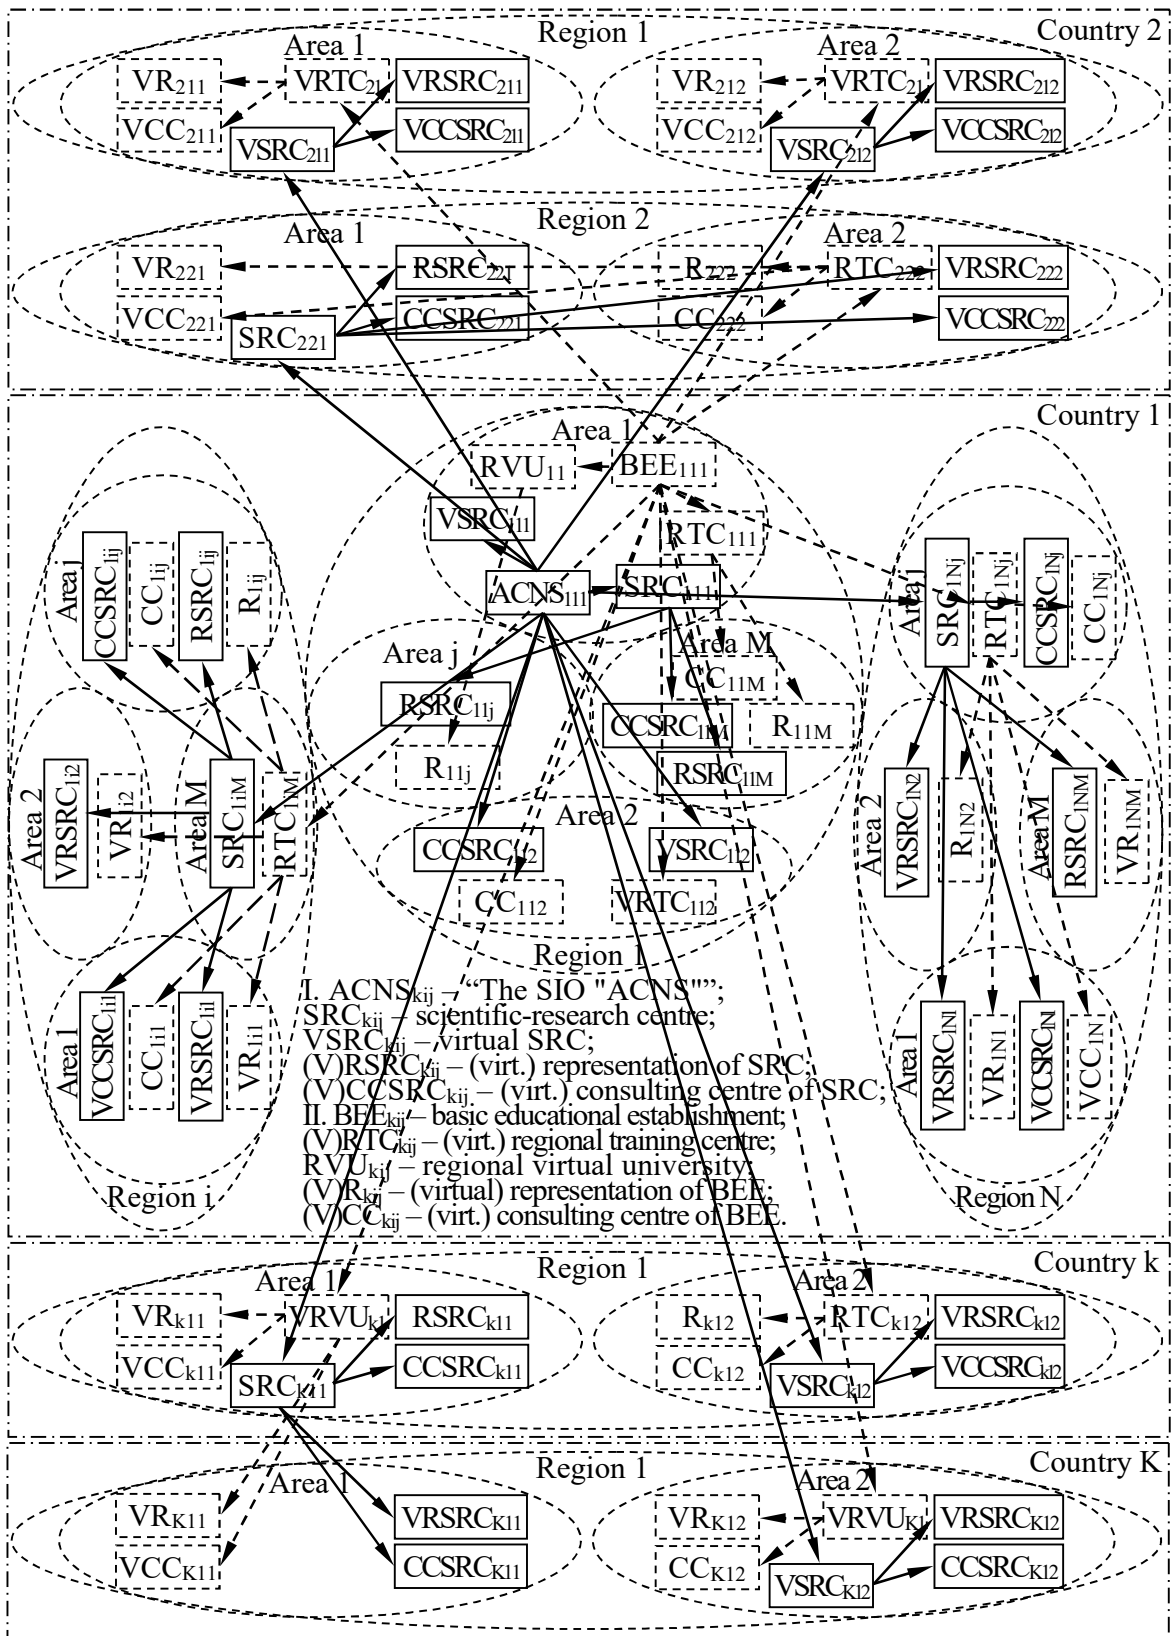 Region 1
Country 2
Area 1
Area 2
VR211
VRTC21
VRSRC211
VR212
VRTC21
VRSRC212
VCC211
VCCSRC211
VCC212
VCCSRC212
VSRC211
VSRC212
Region 2
Area 1
Area 2
VR221
RSRC221
R222
RTC222
VRSRC222
VCC221
CCSRC221
CC222
VCCSRC222
SRC221
Country 1
Area 1
RVU11
BEE111
VSRC111
RTC111
ACNS111
SRC111
Area j
CCSRC1ij
CC1ij
RSRC1ij
R1ij
Area j
SRC1Nj
RTC1Nj
CCSRC1Nj
CC1Nj
Area j
Area M
RSRC11j
CC11M
CCSRC11M
R11M
R11j
RSRC11M
Area 2
VRSRC1i2
VR1i2
Area M
SRC1iM
RTC1iM
Area 2
VRSRC1N2
R1N2
Area M
RSRC1NM
VR1NM
Area 2
CCSRC112
VSRC112
CC112
VRTC112
Region 1
Area 1
VCCSRC1i1
CC1i1
VRSRC1i1
VR1i1
Area 1
VRSRC1N1
VR1N1
VCCSRC1N1
VCC1N
Region i
Region N
I. ACNSkij – “The SIO "ACNS"”;
SRCkij – scientific-research centre;
VSRCkij – virtual SRC;
(V)RSRCkij – (virt.) representation of SRC;
(V)CCSRCkij – (virt.) consulting centre of SRC;
II. BEEkij – basic educational establishment;
(V)RTCkij – (virt.) regional training centre;
RVUkij – regional virtual university;
(V)Rkij – (virtual) representation of BEE;
(V)CCkij – (virt.) consulting centre of BEE.
Region 1
Country k
Area 1
Area 2
VRk11
VRVUk1
RSRCk11
Rk12
RTCk12
VRSRCk12
VCCk11
CCSRCk11
CCk12
VCCSRCk12
SRCk11
VSRCk12
Region 1
Country K
Area 1
Area 2
VRK11
VRSRCK11
VRK12
VRVUK1
VRSRCK12
VCCK11
CCSRCK11
CCK12
CCSRCK12
VSRCK12